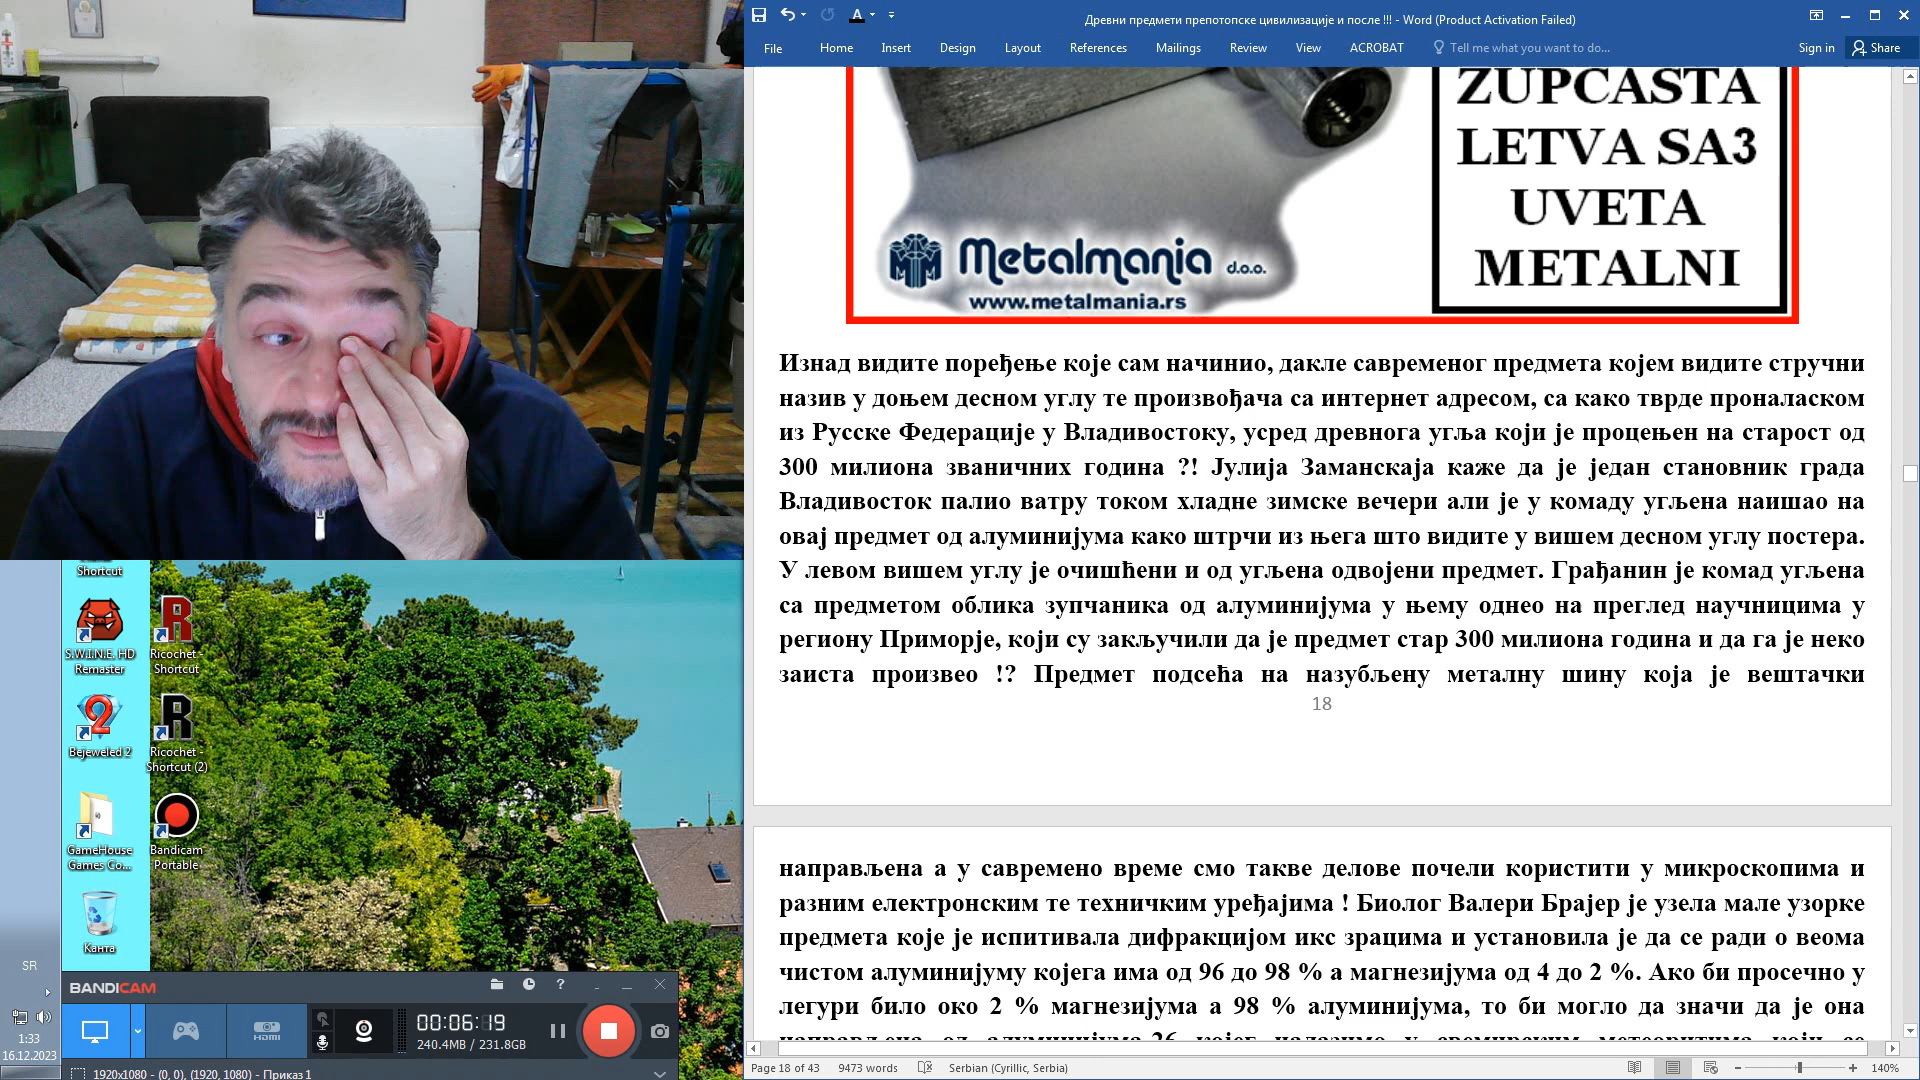 Древни предмети препотопске цивилизације и после !!! - Word (Product Activation Failed)
File Home Insert Design Layout References Mailings Review View ACROBAT Tell me what you want to do... Sign in Share
ZUPCASTA
LETVA SA3
UVETA
METALNI
Metalmania d.o.o.
www.metalmania.rs
Изнад видите поређење које сам начинио, дакле савременог предмета којем видите стручни
назив у доњем десном углу те произвођача са интернет адресом, са како тврде проналаском
из Русске Федерације у Владивостоку, усред древнога угља који је процењен на старост од
300 милиона званичних година ?! Јулија Заманскаја каже да је један становник града
Владивосток палио ватру током хладне зимске вечери али је у комаду угљена наишао на
овај предмет од алуминијума како штрчи из њега што видите у вишем десном углу постера.
У левом вишем углу је очишћени и од угљена одвојени предмет. Грађанин је комад угљена
са предметом облика зупчаника од алуминијума у њему однео на преглед научницима у
региону Приморје, који су закључили да је предмет стар 300 милиона година и да га је неко
заиста произвео !? Предмет подсећа на назубљену металну шину која је вештачки
18
направљена а у савремено време смо такве делове почели користити у микроскопима и
разним електронским те техничким уређајима ! Биолог Валери Брајер је узела мале узорке
предмета које је испитивала дифракцијом икс зрацима и установила је да се ради о веома
чистом алуминијуму којега има од 96 до 98 % а магнезијума од 4 до 2 %. Ако би просечно у
легури било око 2 % магнезијума а 98 % алуминијума, то би могло да значи да је она
направљена од алуминијума-26 којег налазимо у свемирским метеоритима који се
Page 18 of 43 9473 words Serbian (Cyrillic, Serbia) 140%
Shortcut
S.W.I.N.E. HD
Remaster
Ricochet -
Shortcut
Bejeweled 2
Ricochet -
Shortcut (2)
GameHouse
Games Co...
Bandicam
Portable
Канта
SR
1:33
16.12.2023
BANDICAM
HDMI
00:06:19
240.4MB / 231.8GB
1920x1080 - (0, 0), (1920, 1080) - Приказ 1